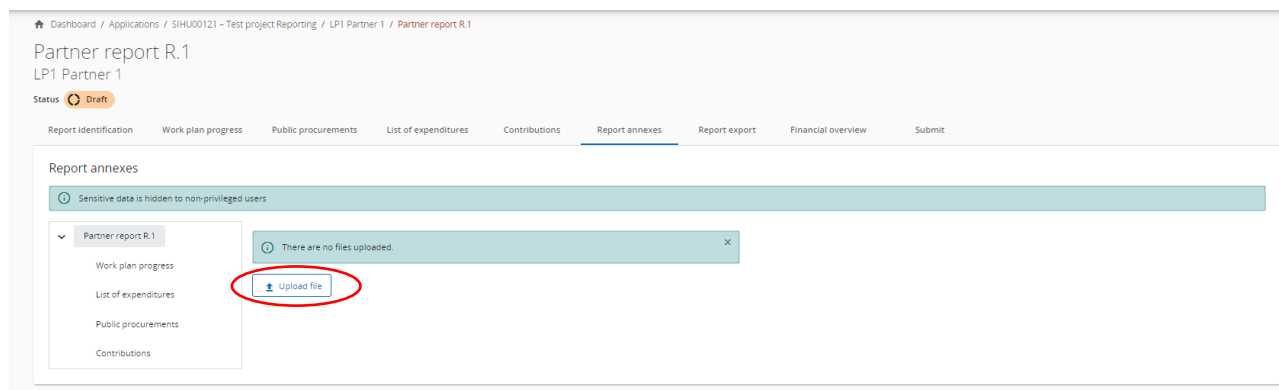 Dashboard / Applications / SIHU00121 – Test project Reporting / LP1 Partner 1 / Partner report R.1
Partner report R.1
LP1 Partner 1
Status Draft
Report identification Work plan progress Public procurements List of expenditures Contributions Report annexes Report export Financial overview Submit
Report annexes
Sensitive data is hidden to non-privileged users
Partner report R.1
There are no files uploaded.
Work plan progress
Upload file
List of expenditures
Public procurements
Contributions